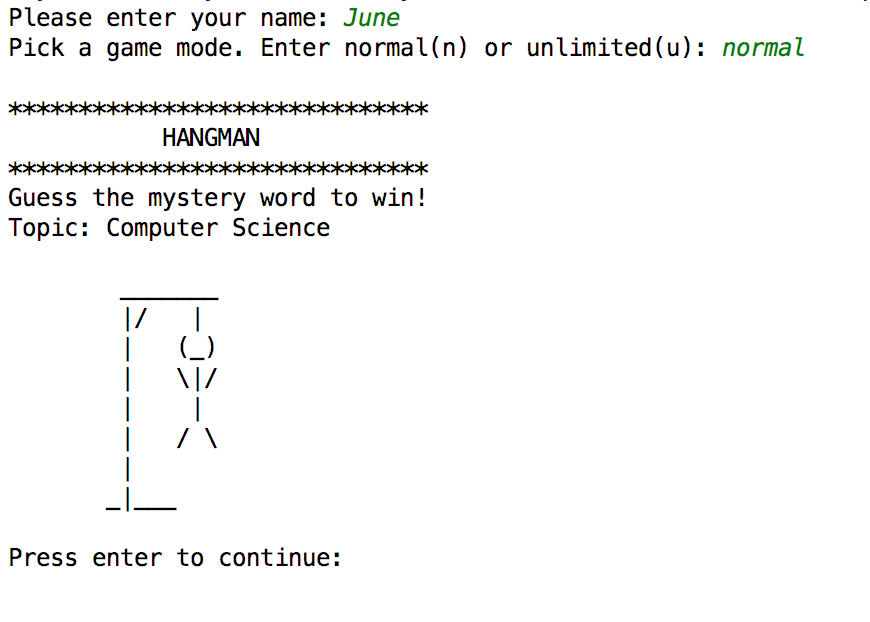 Please enter your name: June
Pick a game mode. Enter normal(n) or unlimited(u): normal
******************************
           HANGMAN
******************************
Guess the mystery word to win!
Topic: Computer Science
        _______
        |/   |
        |   (_)
        |   \|/
        |    |
        |   / \
        |
       _|___
Press enter to continue: